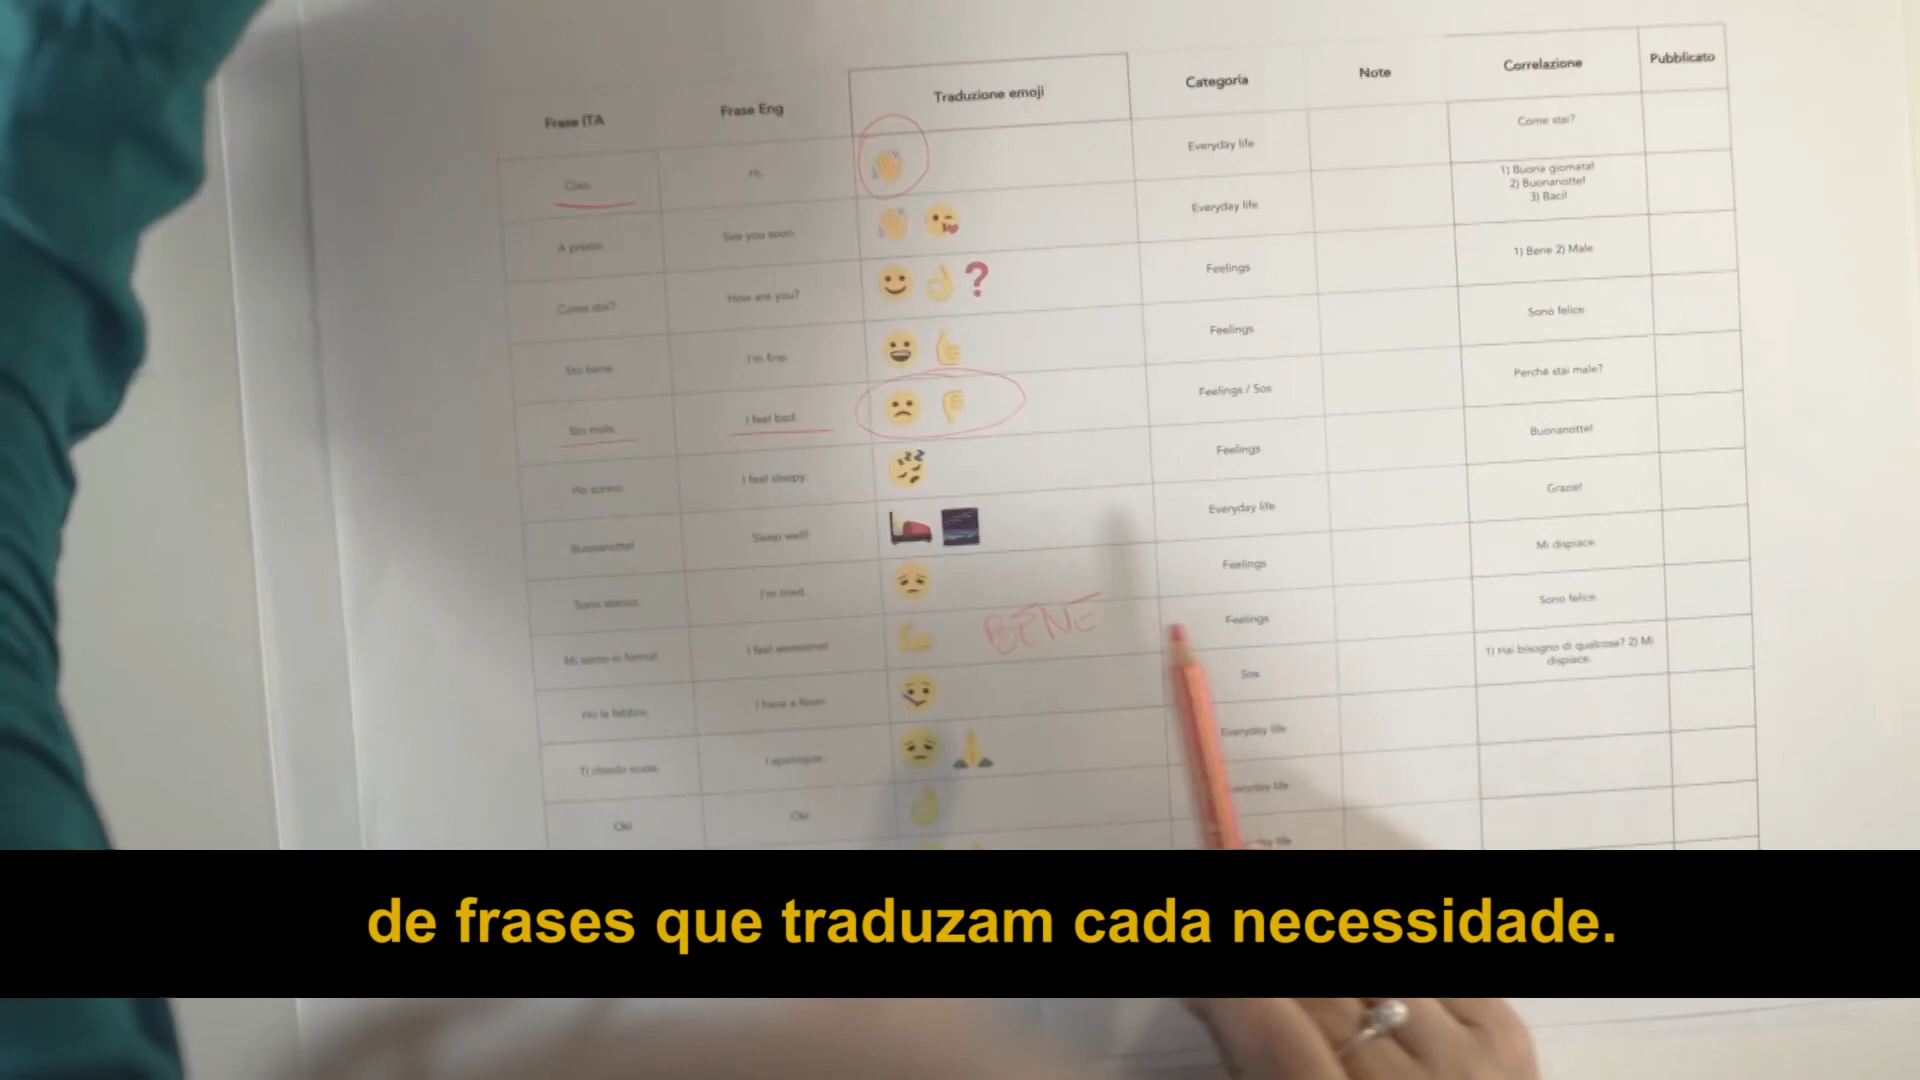 Frase ITA Frase Eng Traduzione emoji Categoria Note Correlazione Pubblicato
Ciao. Hi. Everyday life Come stai?
A presto. See you soon. Everyday life 1) Buona giornata!
2) Buonanotte!
3) Baci!
Come stai? How are you? Feelings 1) Bene 2) Male
Sto bene. I'm fine. Feelings Sono felice
Sto male. I feel bad. Feelings / Sos Perché stai male?
Ho sonno. I feel sleepy. Feelings Buonanotte!
Buonanotte! Sleep well! Everyday life Grazie!
Sono stanco. I'm tired. Feelings Mi dispiace
Mi sento in forma! I feel awesome! BENE Feelings Sono felice
Ho la febbre. I have a fever. Sos 1) Hai bisogno di qualcosa? 2) Mi
dispiace
Ti chiedo scusa. I apologize. Everyday life
Ok! Ok! everyday life
day life
de frases que traduzam cada necessidade.